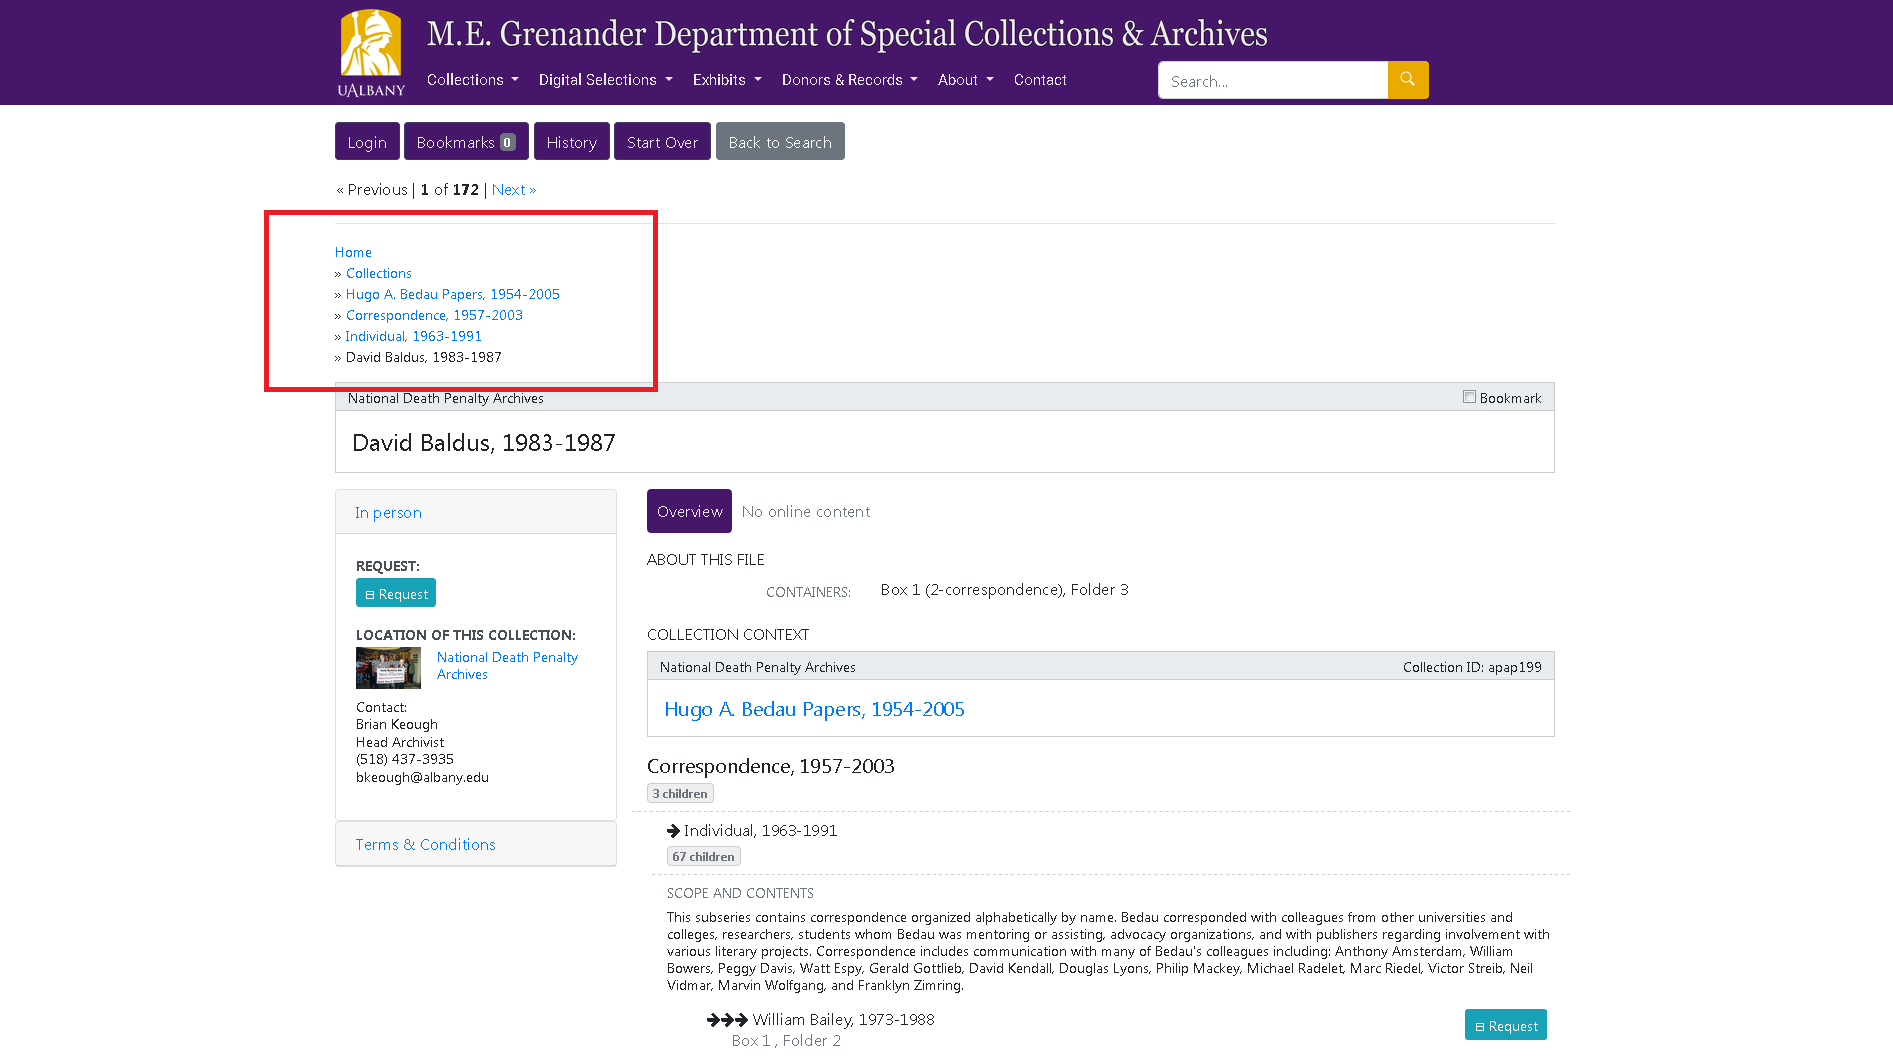 M.E. Grenander Department of Special Collections & Archives
UALBANY
Collections Digital Selections Exhibits Donors & Records About Contact
Search...
Login Bookmarks 0 History Start Over Back to Search
« Previous | 1 of 172 | Next »
Home
» Collections
» Hugo A. Bedau Papers, 1954-2005
» Correspondence, 1957-2003
» Individual, 1963-1991
» David Baldus, 1983-1987
National Death Penalty Archives Bookmark
David Baldus, 1983-1987
In person
REQUEST:
Request
LOCATION OF THIS COLLECTION:
National Death Penalty
Archives
Contact:
Brian Keough
Head Archivist
(518) 437-3935
bkeough@albany.edu
Terms & Conditions
Overview No online content
ABOUT THIS FILE
CONTAINERS: Box 1 (2-correspondence), Folder 3
COLLECTION CONTEXT
National Death Penalty Archives Collection ID: apap199
Hugo A. Bedau Papers, 1954-2005
Correspondence, 1957-2003
3 children
Individual, 1963-1991
67 children
SCOPE AND CONTENTS
This subseries contains correspondence organized alphabetically by name. Bedau corresponded with colleagues from other universities and
colleges, researchers, students whom Bedau was mentoring or assisting, advocacy organizations, and with publishers regarding involvement with
various literary projects. Correspondence includes communication with many of Bedau's colleagues including: Anthony Amsterdam, William
Bowers, Peggy Davis, Watt Espy, Gerald Gottlieb, David Kendall, Douglas Lyons, Philip Mackey, Michael Radelet, Marc Riedel, Victor Streib, Neil
Vidmar, Marvin Wolfgang, and Franklyn Zimring.
William Bailey, 1973-1988
Request
Box 1 , Folder 2